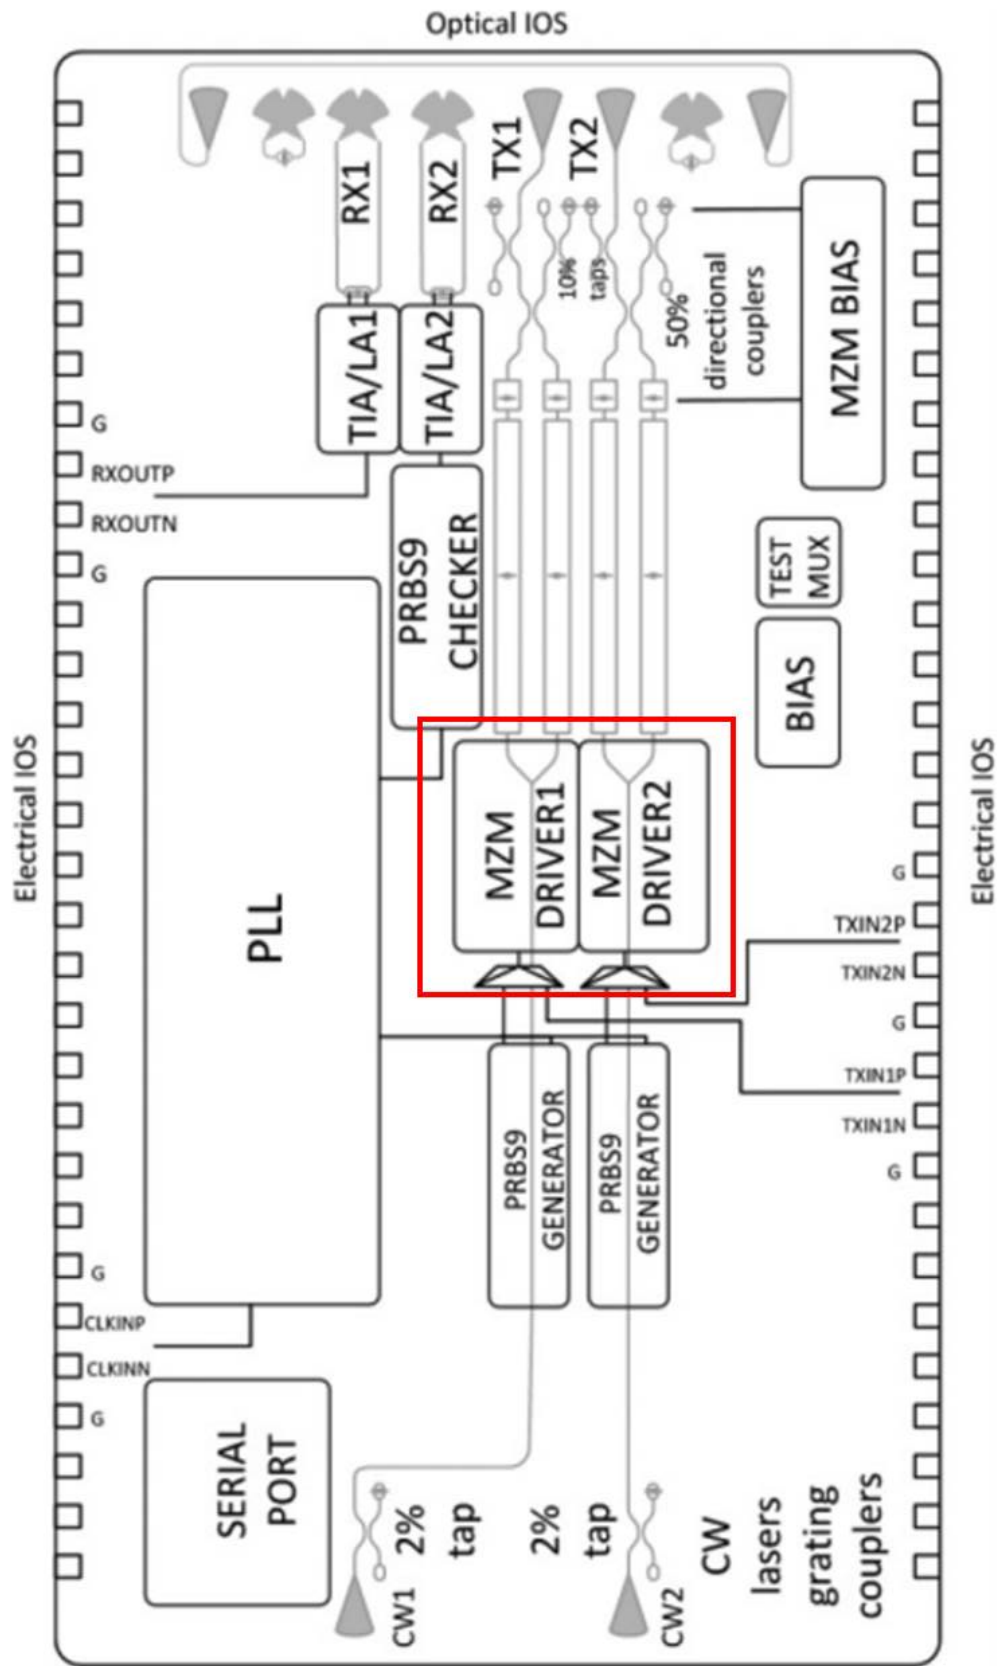 Optical IOS
TX1
TX2
RX1
RX2
10%
taps
50%
directional
couplers
MZM BIAS
TIA/LA1
TIA/LA2
G
RXOUTP
RXOUTN
G
PRBS9
CHECKER
TEST
MUX
BIAS
Electrical IOS
Electrical IOS
PLL
MZM
DRIVER1
MZM
DRIVER2
G
TXIN2P
TXIN2N
G
TXIN1P
TXIN1N
G
PRBS9
GENERATOR
PRBS9
GENERATOR
G
CLKINP
CLKINN
G
SERIAL
PORT
2%
tap
2%
tap
CW1
CW2
CW
lasers
grating
couplers